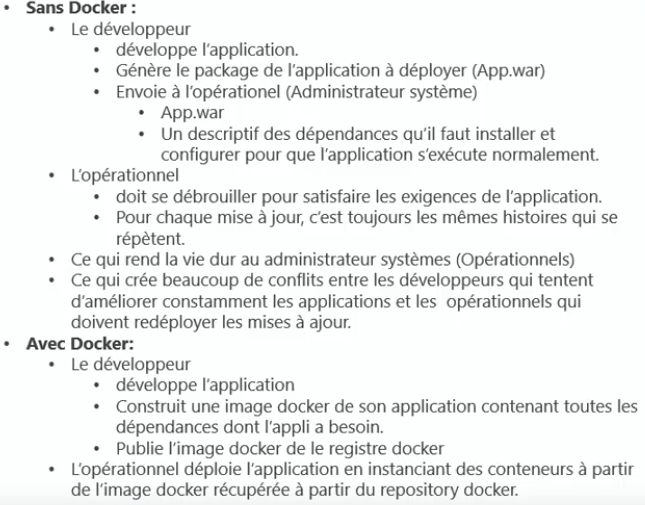 • Sans Docker :
• Le développeur
• développe l'application.
• Génère le package de l'application à déployer (App.war)
• Envoie à l'opérationel (Administrateur système)
• App.war
• Un descriptif des dépendances qu'il faut installer et
configurer pour que l'application s'exécute normalement.
• L'opérationnel
• doit se débrouiller pour satisfaire les exigences de l'application.
• Pour chaque mise à jour, c'est toujours les mêmes histoires qui se
répètent.
• Ce qui rend la vie dur au administrateur systèmes (Opérationnels)
• Ce qui crée beaucoup de conflits entre les développeurs qui tentent
d'améliorer constamment les applications et les opérationnels qui
doivent redéployer les mises à ajour.
• Avec Docker:
• Le développeur
• développe l'application
• Construit une image docker de son application contenant toutes les
dépendances dont l'appli a besoin.
• Publie l'image docker de le registre docker
• L'opérationnel déploie l'application en instanciant des conteneurs à partir
de l'image docker récupérée à partir du repository docker.